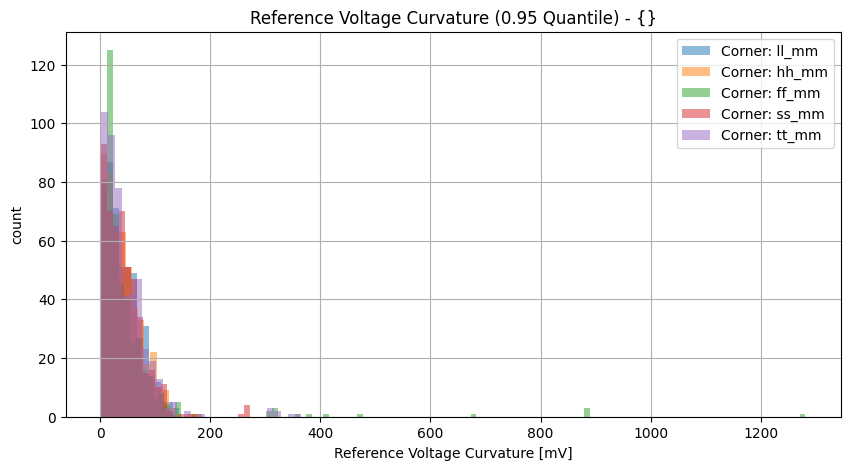 Reference Voltage Curvature (0.95 Quantile) - {}
Corner: ll_mm
Corner: hh_mm
Corner: ff_mm
Corner: ss_mm
Corner: tt_mm
count
120
100
80
60
40
20
0
0 200 400 600 800 1000 1200
Reference Voltage Curvature [mV]